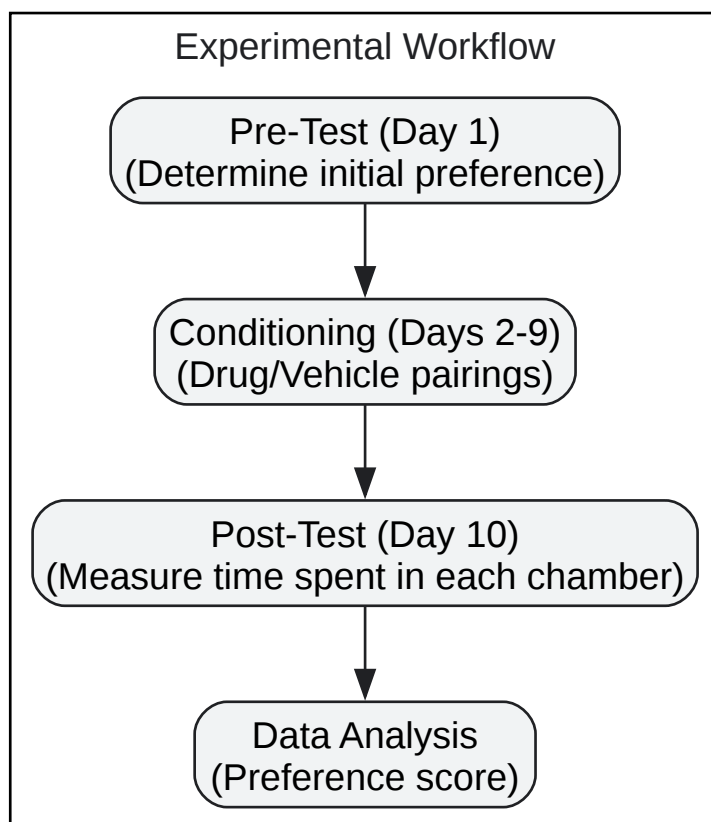 Experimental Workflow
Pre-Test (Day 1)
(Determine initial preference)
Conditioning (Days 2-9)
(Drug/Vehicle pairings)
Post-Test (Day 10)
(Measure time spent in each chamber)
Data Analysis
(Preference score)